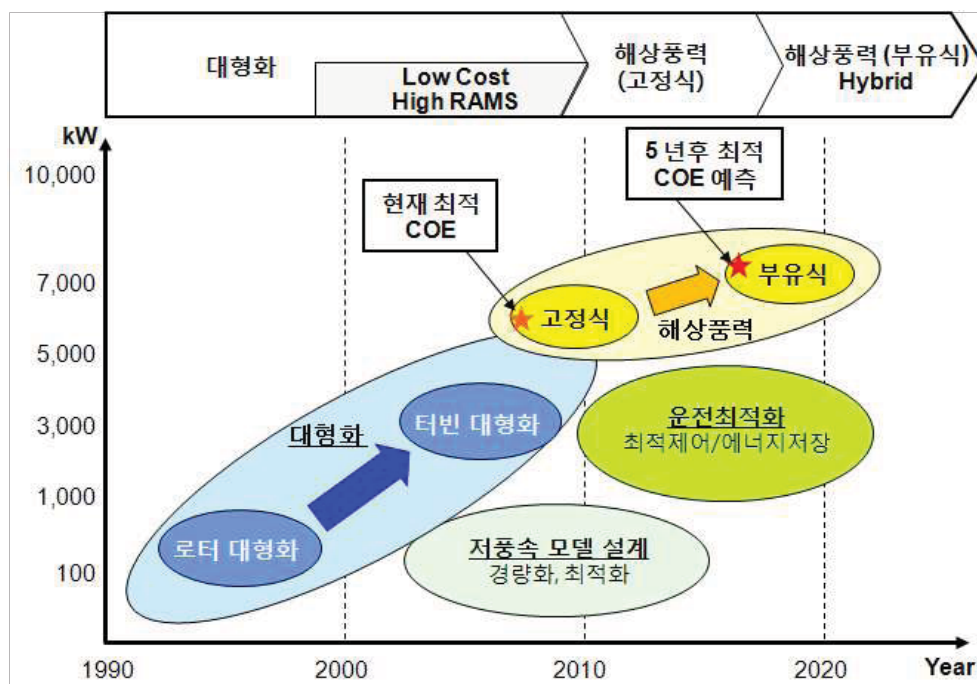 대형화
Low Cost
High RAMS
해상풍력
(고정식)
해상풍력 (부유식)
Hybrid
kW
10,000
7,000
5,000
3,000
1,000
100
현재 최적
COE
5 년후 최적
COE 예측
고정식
부유식
해상풍력
대형화
터빈 대형화
로터 대형화
운전최적화
최적제어/에너지저장
저풍속 모델 설계
경량화, 최적화
1990
2000
2010
2020
Year